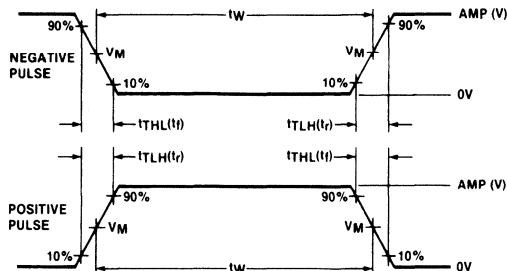 tW
AMP (V)
90%
90%
NEGATIVE
PULSE
VM
VM
10%
10%
0V
tTHL(tf)
tTLH(tr)
tTLH(tr)
tTHL(tf)
90%
90%
AMP (V)
POSITIVE
PULSE
VM
VM
10%
10%
tW
0V